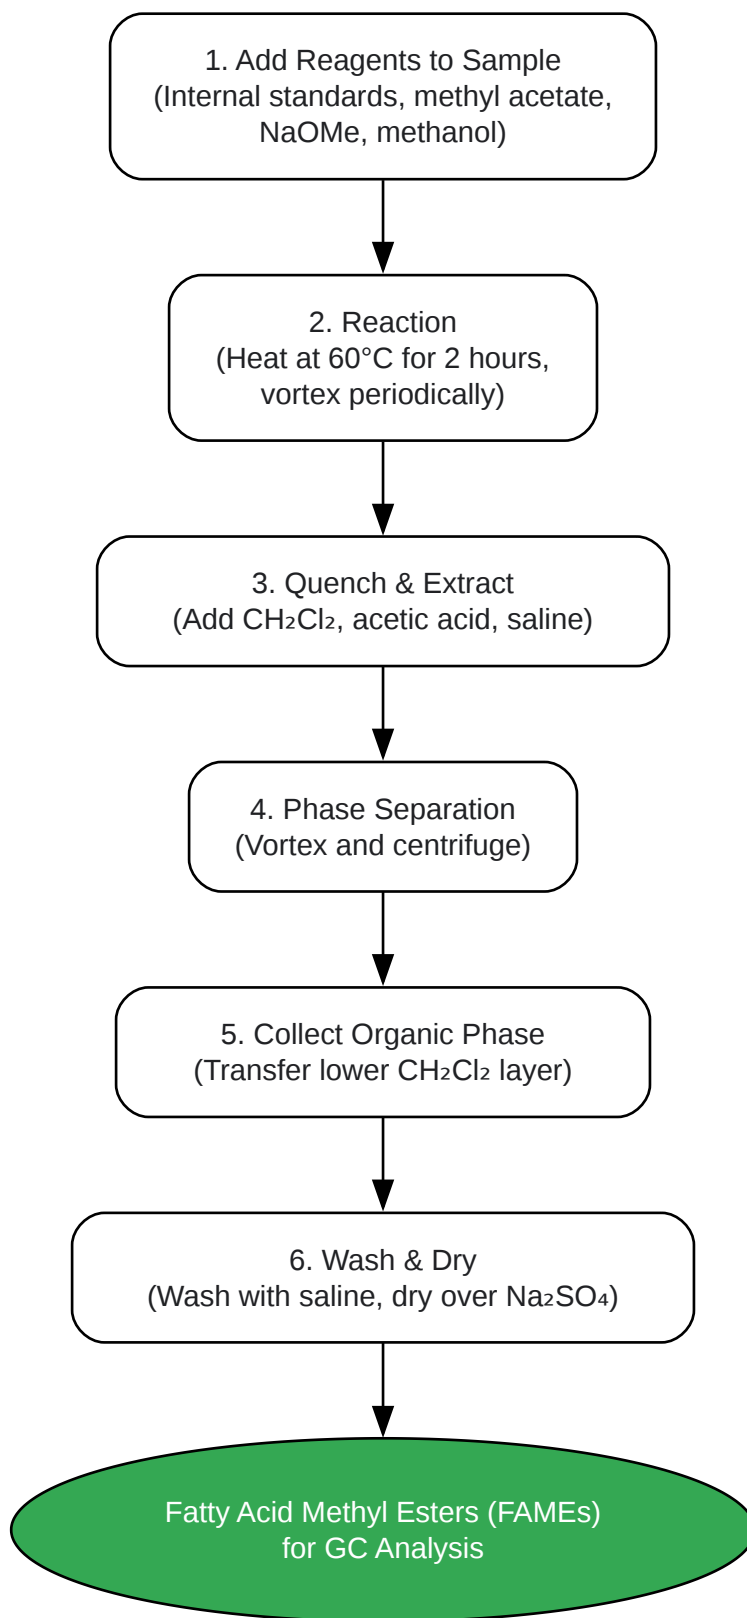 1. Add Reagents to Sample
(Internal standards, methyl acetate,
NaOMe, methanol)
2. Reaction
(Heat at 60°C for 2 hours,
vortex periodically)
3. Quench & Extract
(Add CH₂Cl₂, acetic acid, saline)
4. Phase Separation
(Vortex and centrifuge)
5. Collect Organic Phase
(Transfer lower CH₂Cl₂ layer)
6. Wash & Dry
(Wash with saline, dry over Na₂SO₄)
Fatty Acid Methyl Esters (FAMEs)
for GC Analysis